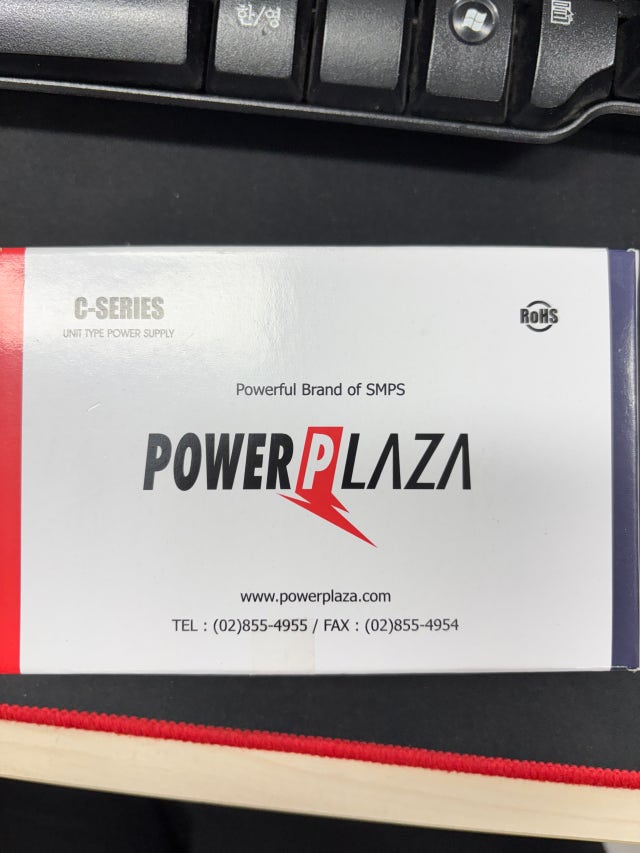 한/영
C-SERIES
UNIT TYPE POWER SUPPLY
RoHS
Powerful Brand of SMPS
POWERPLAZA
www.powerplaza.com
TEL : (02)855-4955 / FAX : (02)855-4954